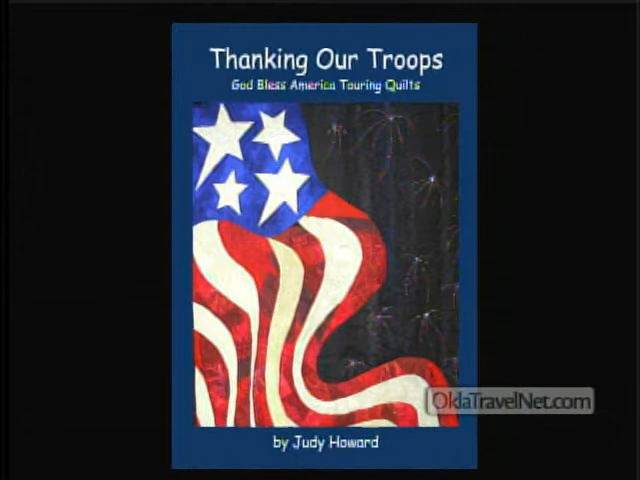 Thanking Our Troops
God Bless America Touring Quilts
OklaTravelNet.com
by Judy Howard